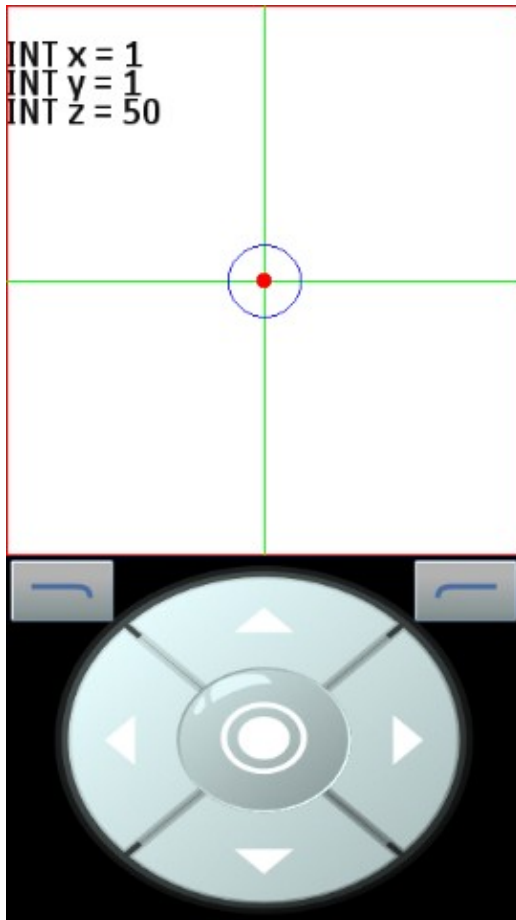 INT x = 1
INT y = 1
INT z = 50